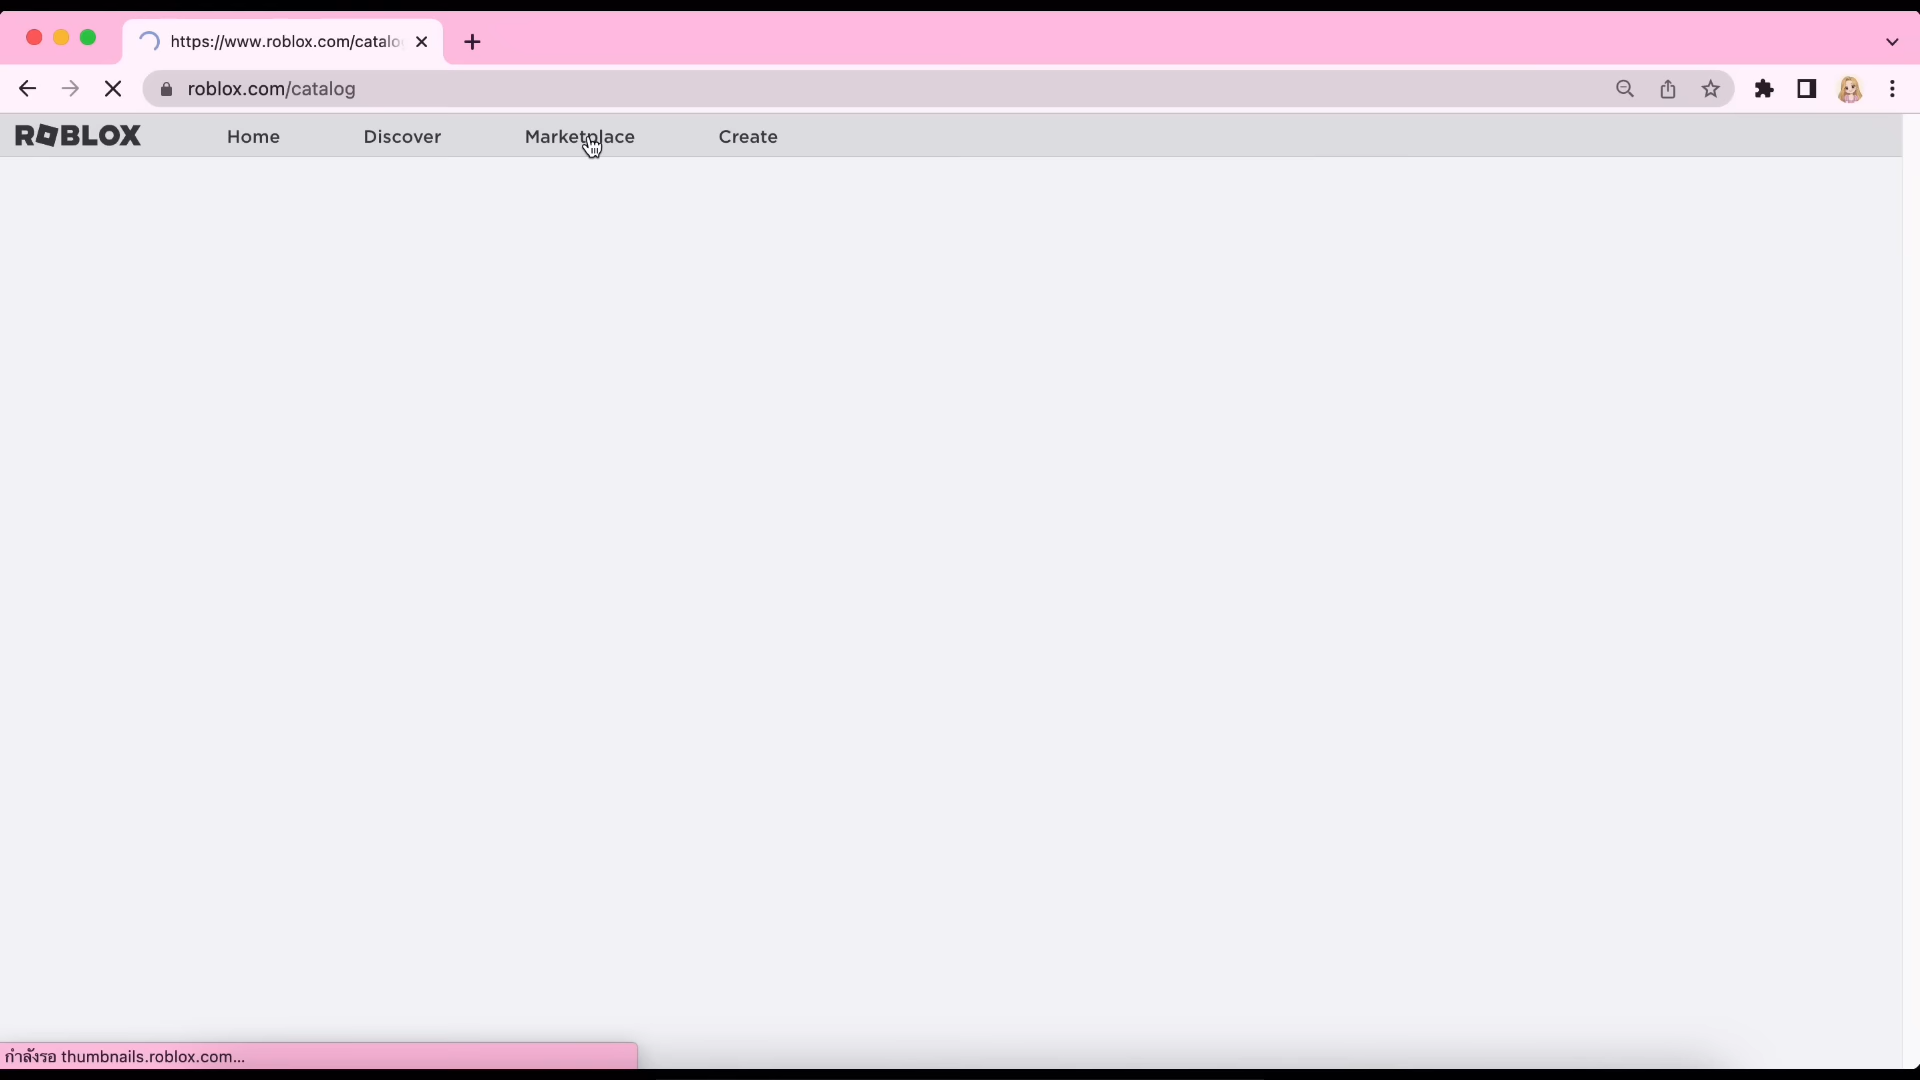 https://www.roblox.com/catalo
roblox.com/catalog
ROBLOX Home Discover Marketplace Create
กำลังรอ thumbnails.roblox.com...